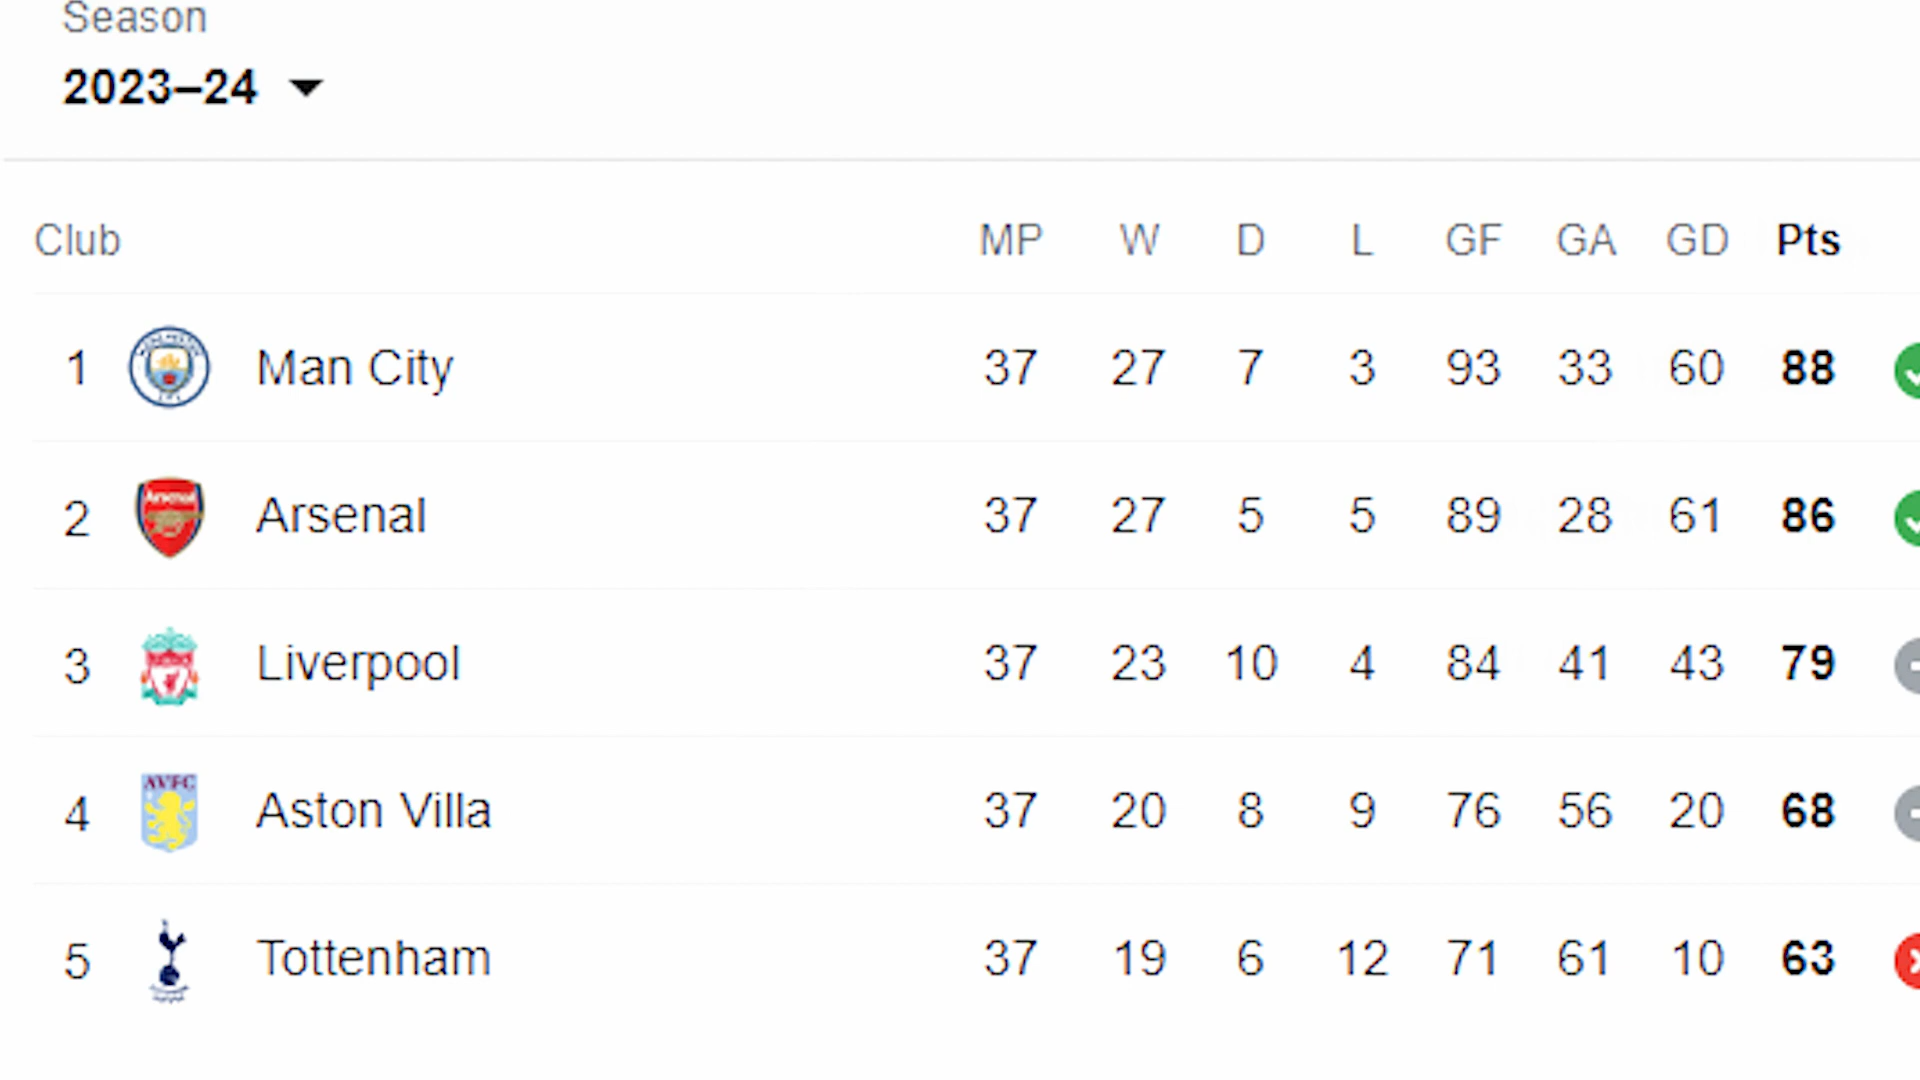 Season
2023–24
Club MP W D L GF GA GD Pts
1 Man City 37 27 7 3 93 33 60 88
2 Arsenal 37 27 5 5 89 28 61 86
3 Liverpool 37 23 10 4 84 41 43 79
AVFC
4 Aston Villa 37 20 8 9 76 56 20 68
5 Tottenham 37 19 6 12 71 61 10 63